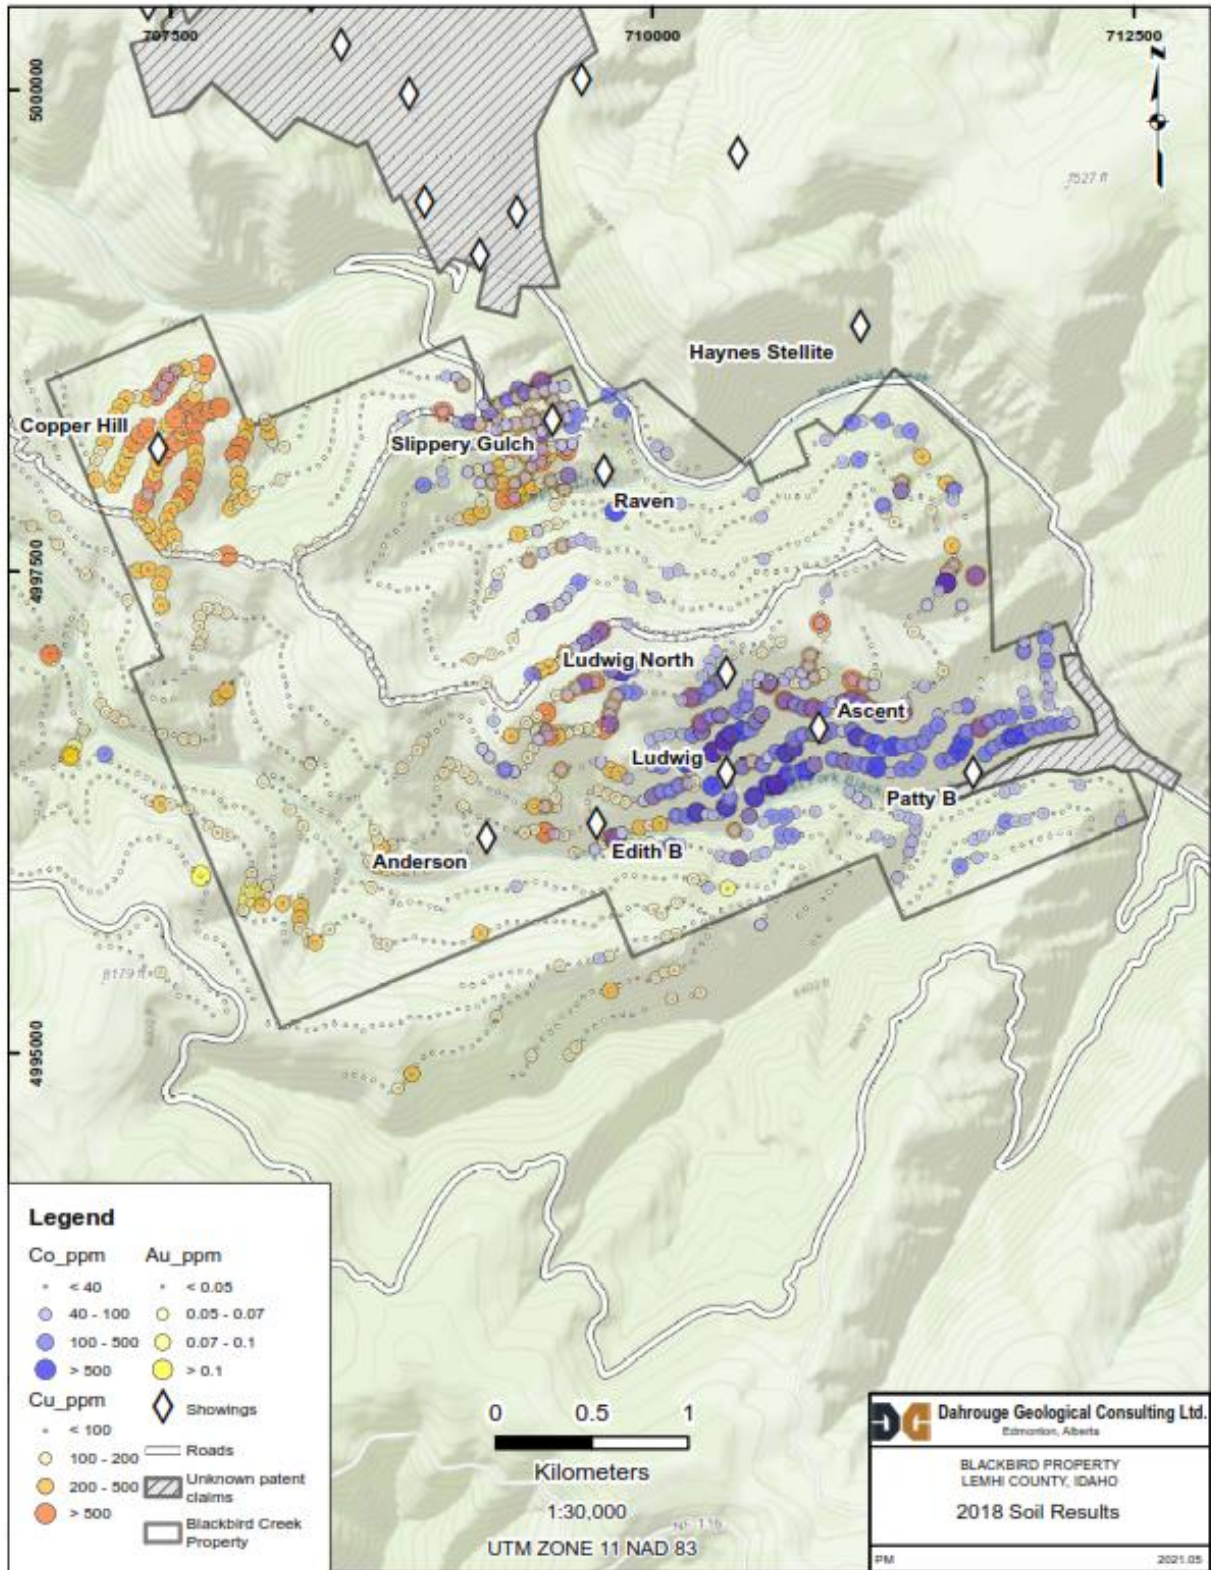 707500
710000
712500
5000000
N
7527 ft
Haynes Stellite
Copper Hill
Slippery Gulch
Raven
4997500
Ludwig North
Ascent
Ludwig
Patty B
Edith B
Anderson
8179 ft
8400 ft
4995000
Legend
Co_ppm Au_ppm
< 40 < 0.05
40 - 100 0.05 - 0.07
100 - 500 0.07 - 0.1
> 500 > 0.1
Cu_ppm
Showings
< 100
Roads
100 - 200
Unknown patent
200 - 500
claims
> 500
Blackbird Creek
Property
0 0.5 1
Kilometers
1:30,000
UTM ZONE 11 NAD 83
DG Dahrouge Geological Consulting Ltd.
Edmonton, Alberta
BLACKBIRD PROPERTY
LEMHI COUNTY, IDAHO
2018 Soil Results
PM 2021.05